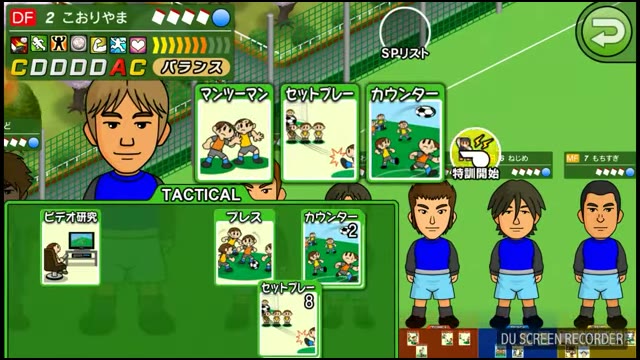 DF 2 こおりやま
CDDDDAC バランス
SPリスト
マンツーマン
セットプレー
カウンター
ど
特訓開始
ねじめ
MF 7 もちすぎ
TACTICAL
ビデオ研究
プレス
カウンター
-2
セットプレー
8
DU SCREEN RECORDER